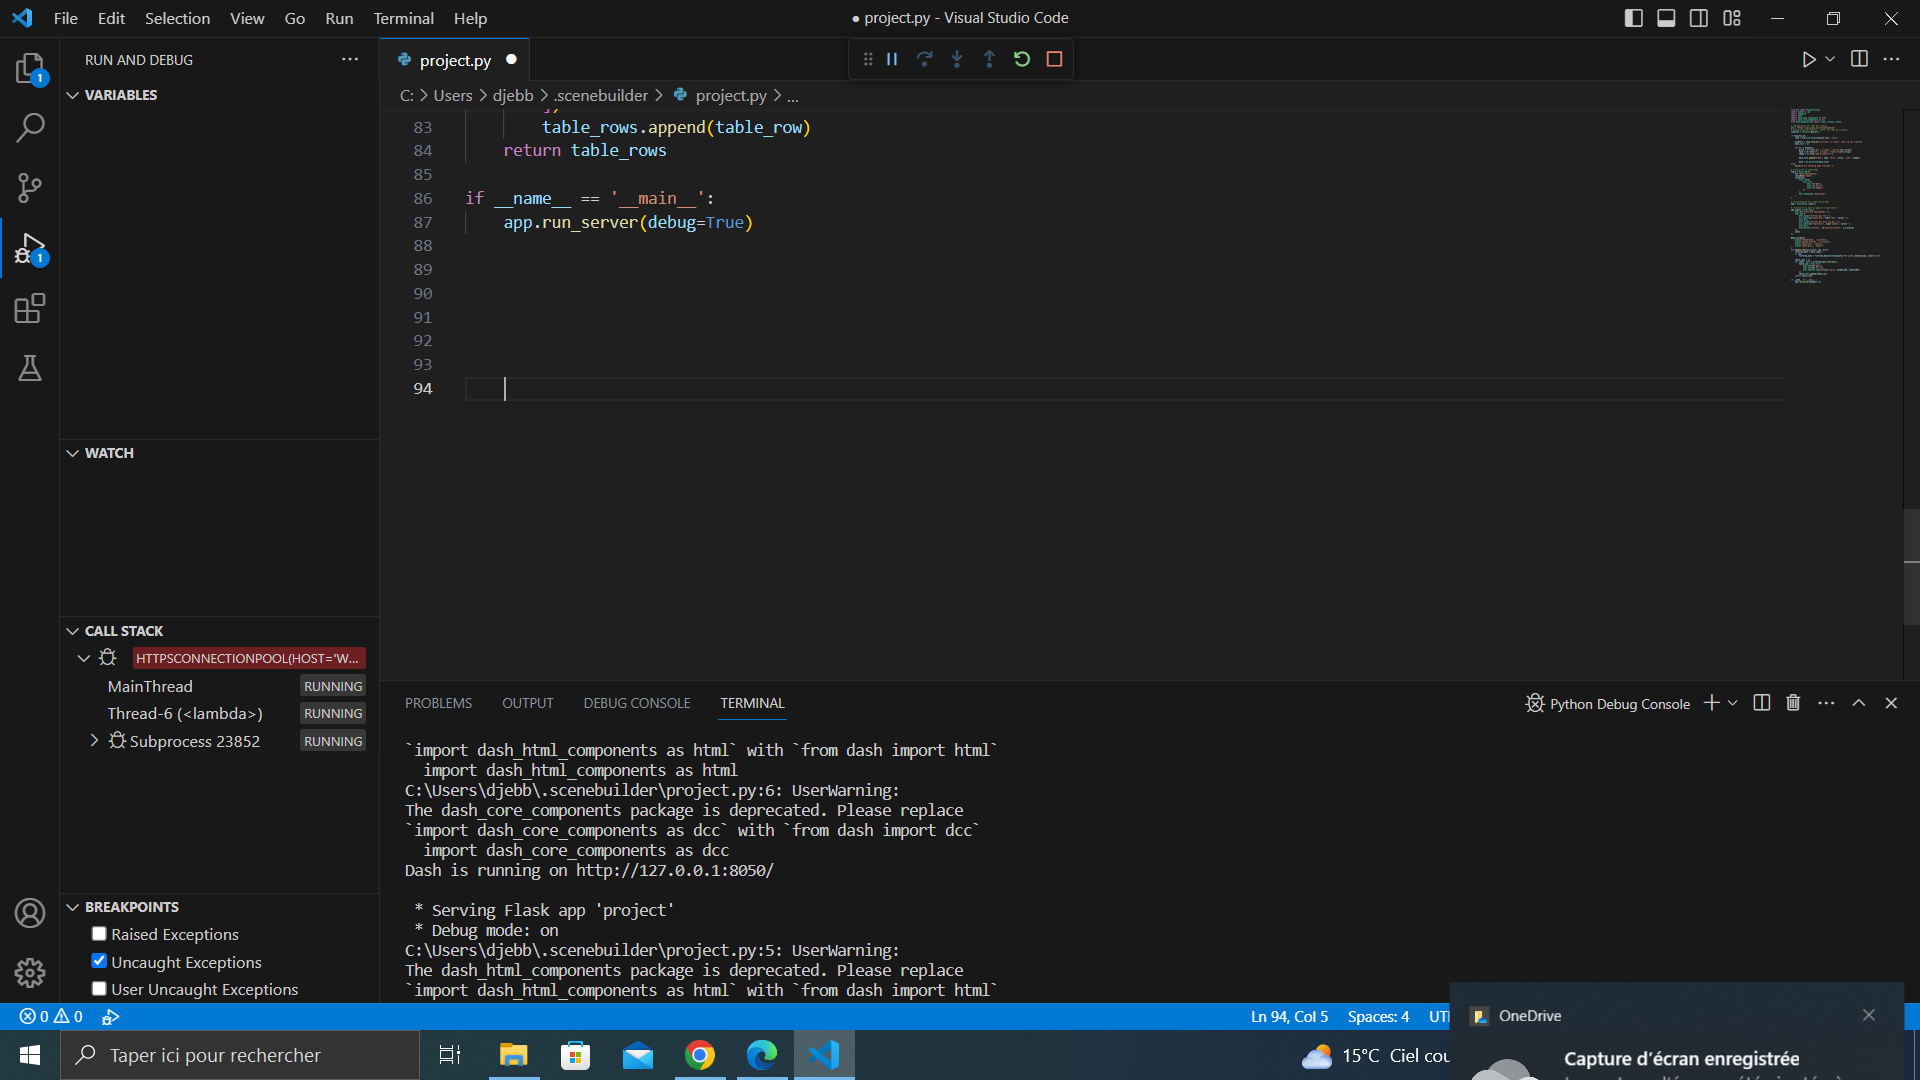 File Edit Selection View Go Run Terminal Help
● project.py - Visual Studio Code
RUN AND DEBUG ...
project.py ●
C: > Users > djebb > .scenebuilder > project.py > ...
VARIABLES
WATCH
CALL STACK
HTTPSCONNECTIONPOOL(HOST='W...
MainThread RUNNING
Thread-6 (<lambda>) RUNNING
Subprocess 23852 RUNNING
BREAKPOINTS
Raised Exceptions
Uncaught Exceptions
User Uncaught Exceptions
1
1
83 table_rows.append(table_row)
84 return table_rows
85
86 if __name__ == '__main__':
87 app.run_server(debug=True)
88
89
90
91
92
93
94
PROBLEMS OUTPUT DEBUG CONSOLE TERMINAL
Python Debug Console
`import dash_html_components as html` with `from dash import html`
import dash_html_components as html
C:\Users\djebb\.scenebuilder\project.py:6: UserWarning:
The dash_core_components package is deprecated. Please replace
`import dash_core_components as dcc` with `from dash import dcc`
import dash_core_components as dcc
Dash is running on http://127.0.0.1:8050/
* Serving Flask app 'project'
* Debug mode: on
C:\Users\djebb\.scenebuilder\project.py:5: UserWarning:
The dash_html_components package is deprecated. Please replace
`import dash_html_components as html` with `from dash import html`
0 0
Ln 94, Col 5 Spaces: 4
OneDrive
Capture d'écran enregistrée
Taper ici pour rechercher
15°C Ciel cou